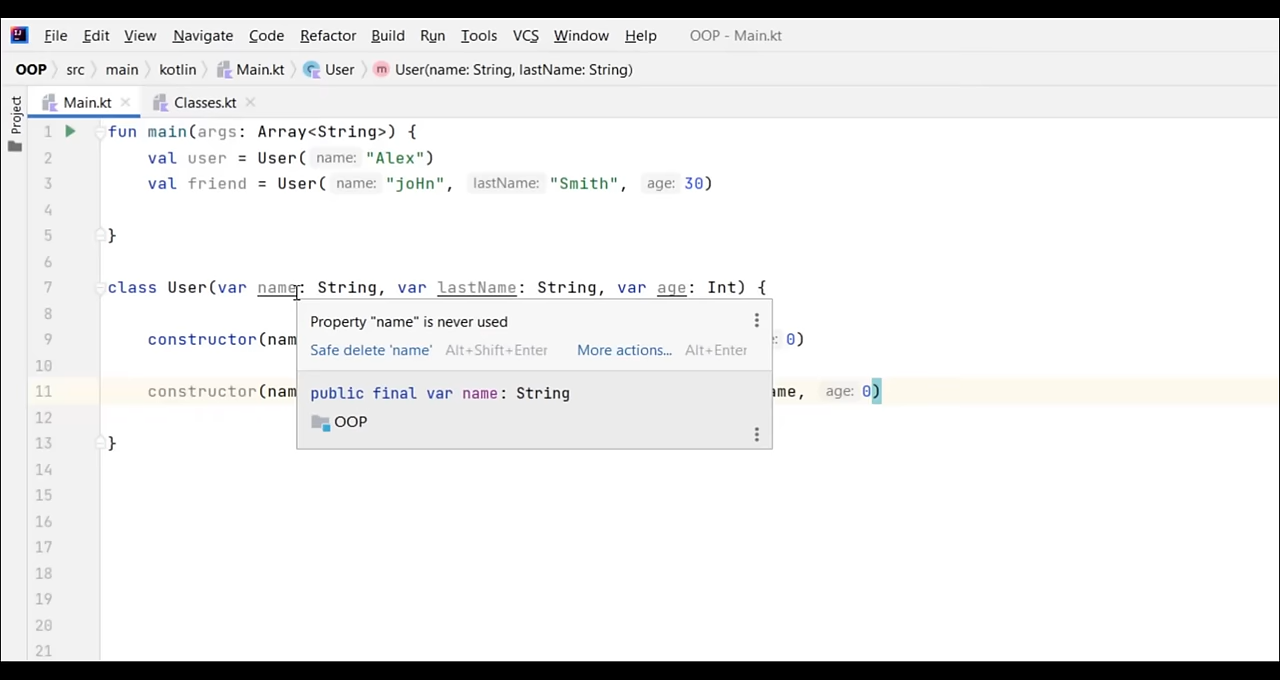 File Edit View Navigate Code Refactor Build Run Tools VCS Window Help OOP - Main.kt
OOP src main kotlin Main.kt User User(name: String, lastName: String)
Project
Main.kt Classes.kt
1 fun main(args: Array<String>) {
2 val user = User( name: "Alex")
3 val friend = User( name: "joHn", lastName: "Smith", age: 30)
4
5 }
6
7 class User(var name: String, var lastName: String, var age: Int) {
8
9 constructor(nam : 0)
10
11 constructor(nam me, age: 0)
12
13 }
14
15
16
17
18
19
20
21
Property "name" is never used
Safe delete 'name' Alt+Shift+Enter More actions... Alt+Enter
public final var name: String
OOP